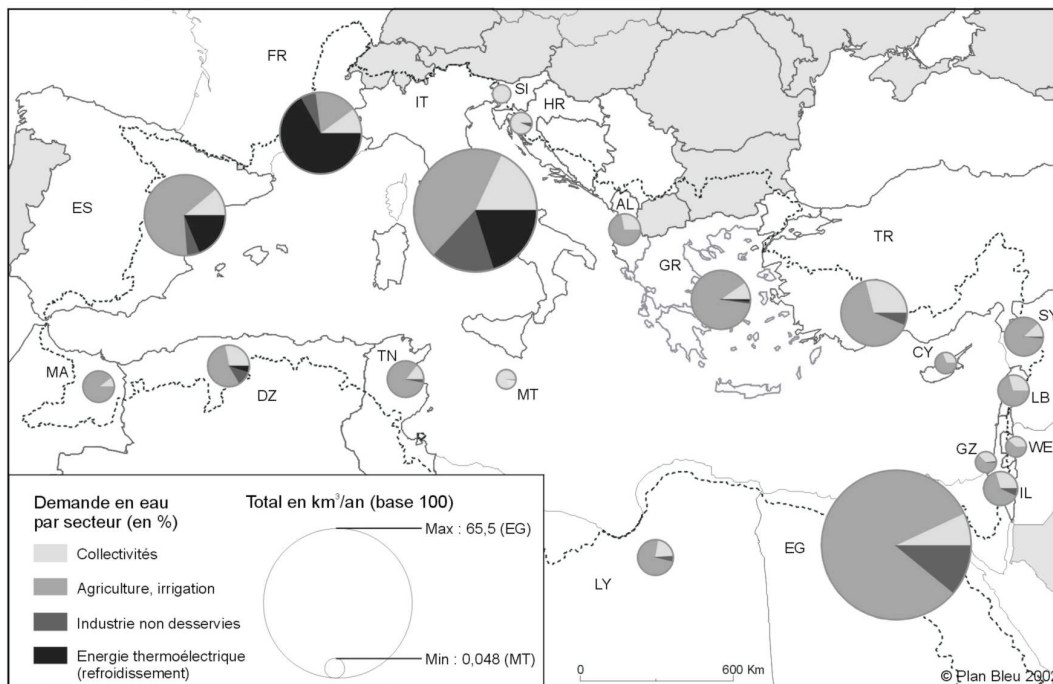 FR
IT
SI
HR
ES
AL
GR
TR
SY
CY
LB
MA
DZ
TN
MT
GZ
WE
IL
LY
EG
Demande en eau
par secteur (en %)
Collectivités
Agriculture, irrigation
Industrie non desservies
Energie thermoélectrique
(refroidissement)
Total en km³/an (base 100)
Max : 65,5 (EG)
Min : 0,048 (MT)
0 600 Km
© Plan Bleu 2002